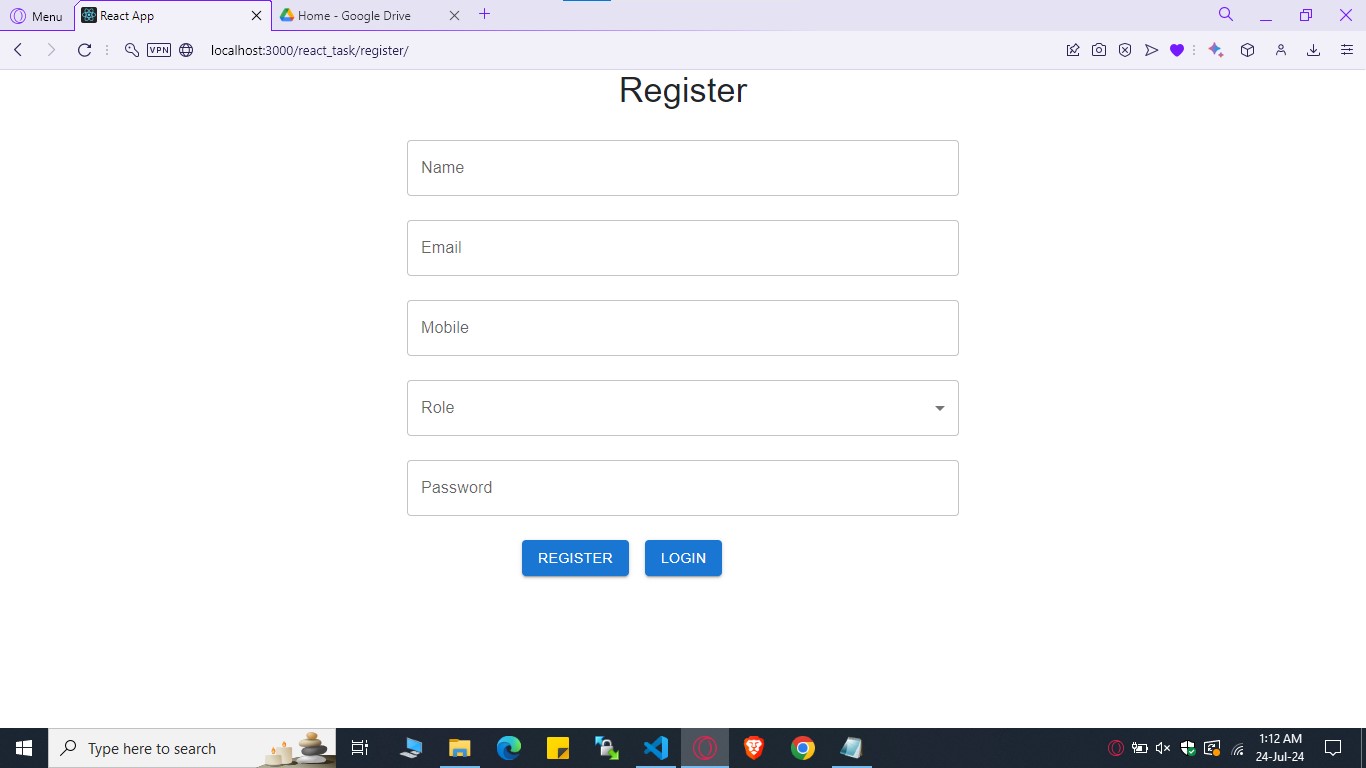 Menu
React App
Home - Google Drive
VPN
localhost:3000/react_task/register/
Register
Name
Email
Mobile
Role
Password
REGISTER
LOGIN
Type here to search
1:12 AM
24-Jul-24